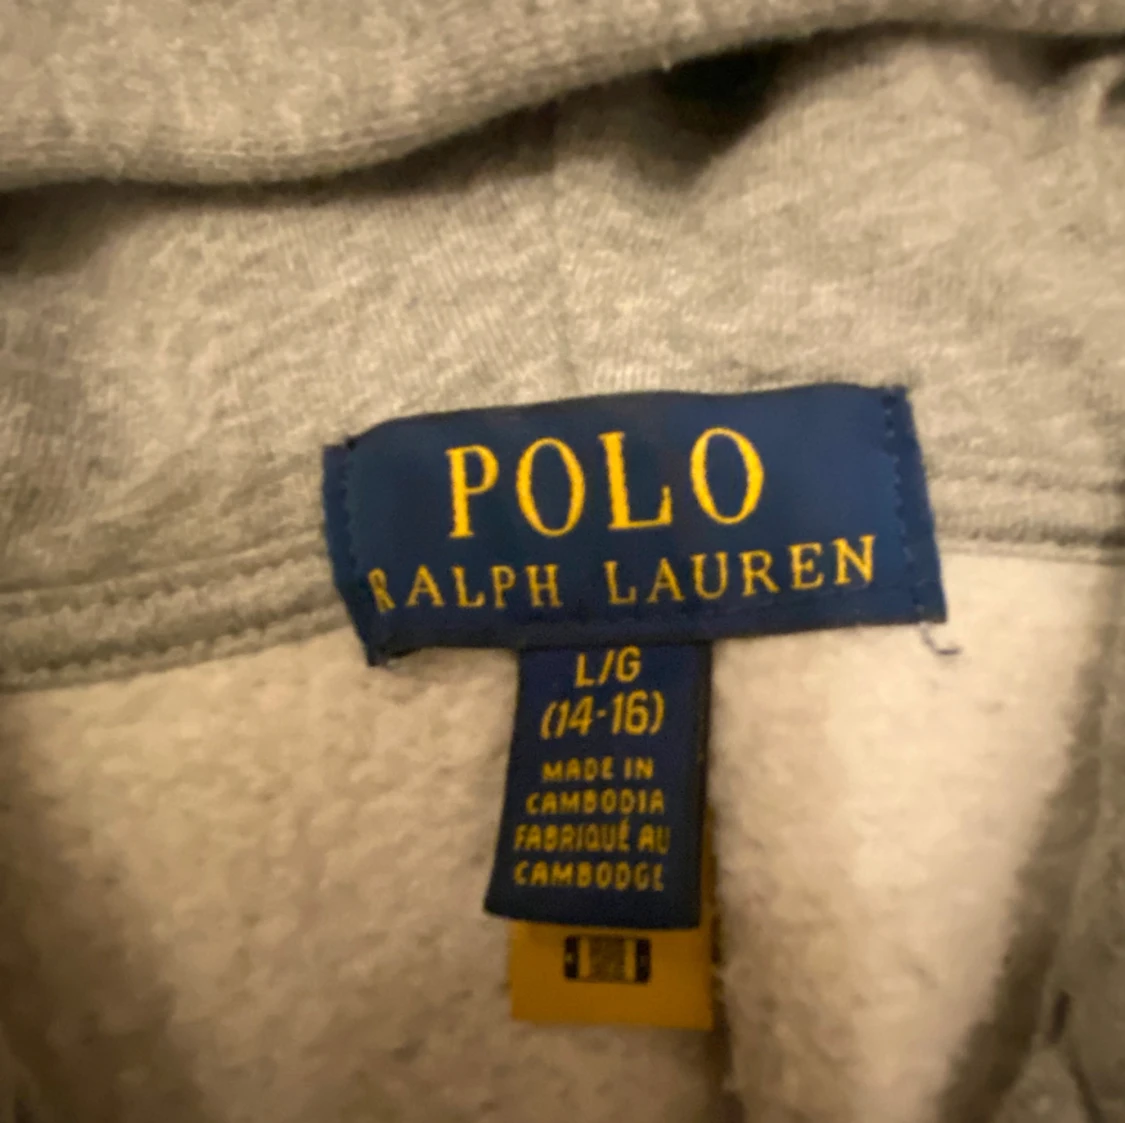 POLO
RALPH LAUREN
L/G
(14-16)
MADE IN
CAMBODIA
FABRIQUÉ AU
CAMBODGE